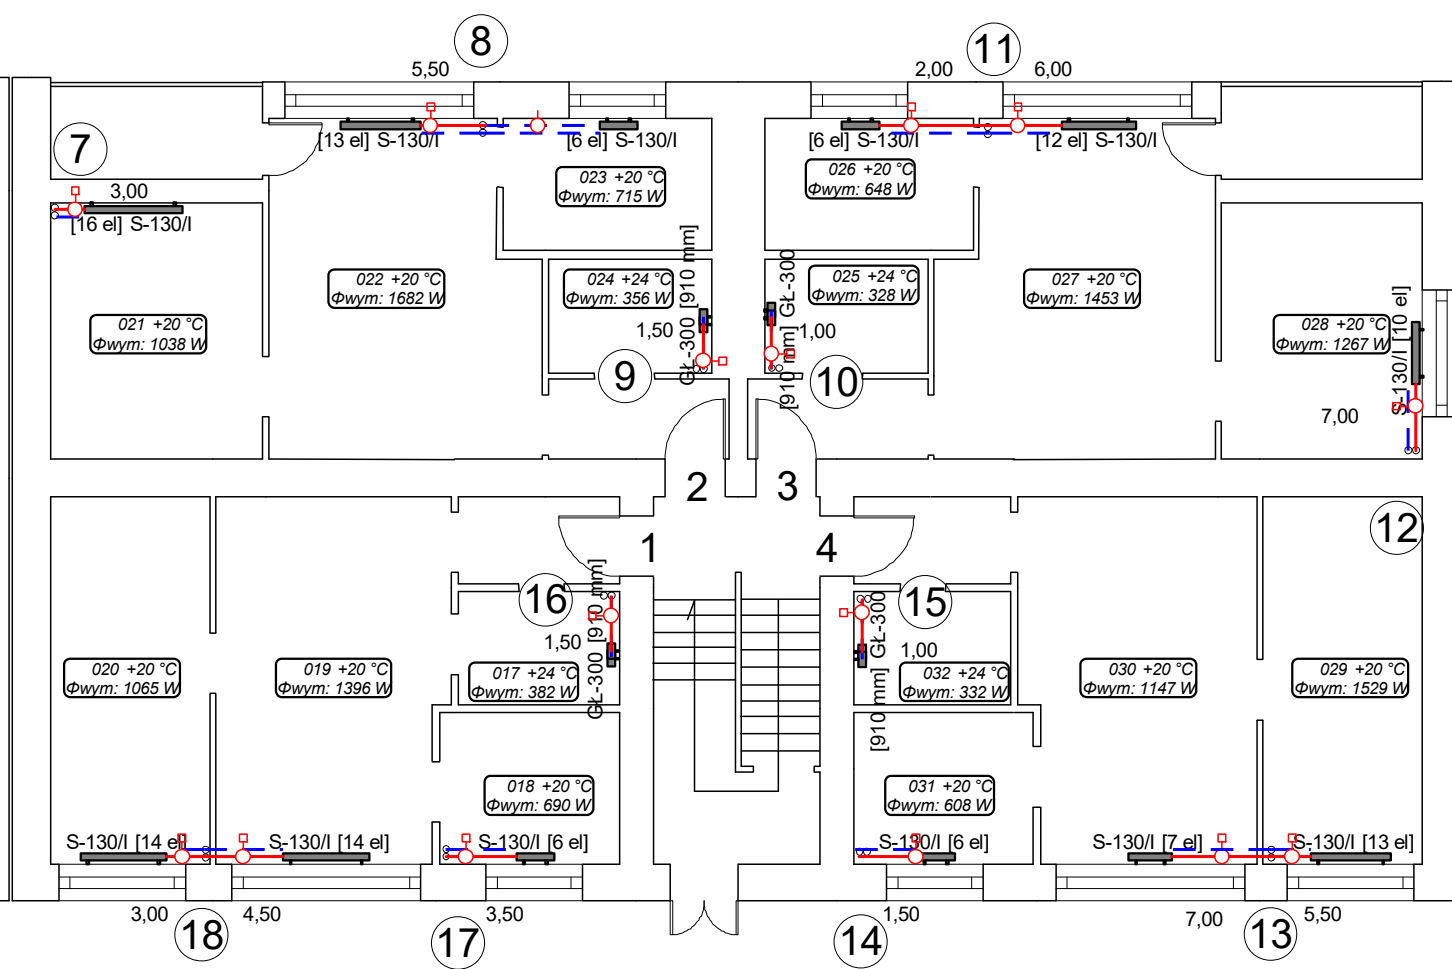 8
11
5,50
2,00
6,00
7
[13 el] S-130/I
[6 el] S-130/I
[6 el] S-130/I
[12 el] S-130/I
3,00
[16 el] S-130/I
023 +20 °C
Φwym: 715 W
026 +20 °C
Φwym: 648 W
022 +20 °C
Φwym: 1682 W
024 +24 °C
Φwym: 356 W
GŁ-300 [910 mm]
1,50
[910 mm] GŁ-300
1,00
025 +24 °C
Φwym: 328 W
027 +20 °C
Φwym: 1453 W
021 +20 °C
Φwym: 1038 W
028 +20 °C
Φwym: 1267 W
S-130/I [10 el]
7,00
9
10
2
3
1
4
12
16
15
GŁ-300 [910 mm]
1,50
[910 mm] GŁ-300
1,00
020 +20 °C
Φwym: 1065 W
019 +20 °C
Φwym: 1396 W
017 +24 °C
Φwym: 382 W
032 +24 °C
Φwym: 332 W
030 +20 °C
Φwym: 1147 W
029 +20 °C
Φwym: 1529 W
018 +20 °C
Φwym: 690 W
031 +20 °C
Φwym: 608 W
S-130/I [14 el]
S-130/I [14 el]
S-130/I [6 el]
S-130/I [6 el]
S-130/I [7 el]
S-130/I [13 el]
3,00
4,50
3,50
1,50
7,00
5,50
18
17
14
13